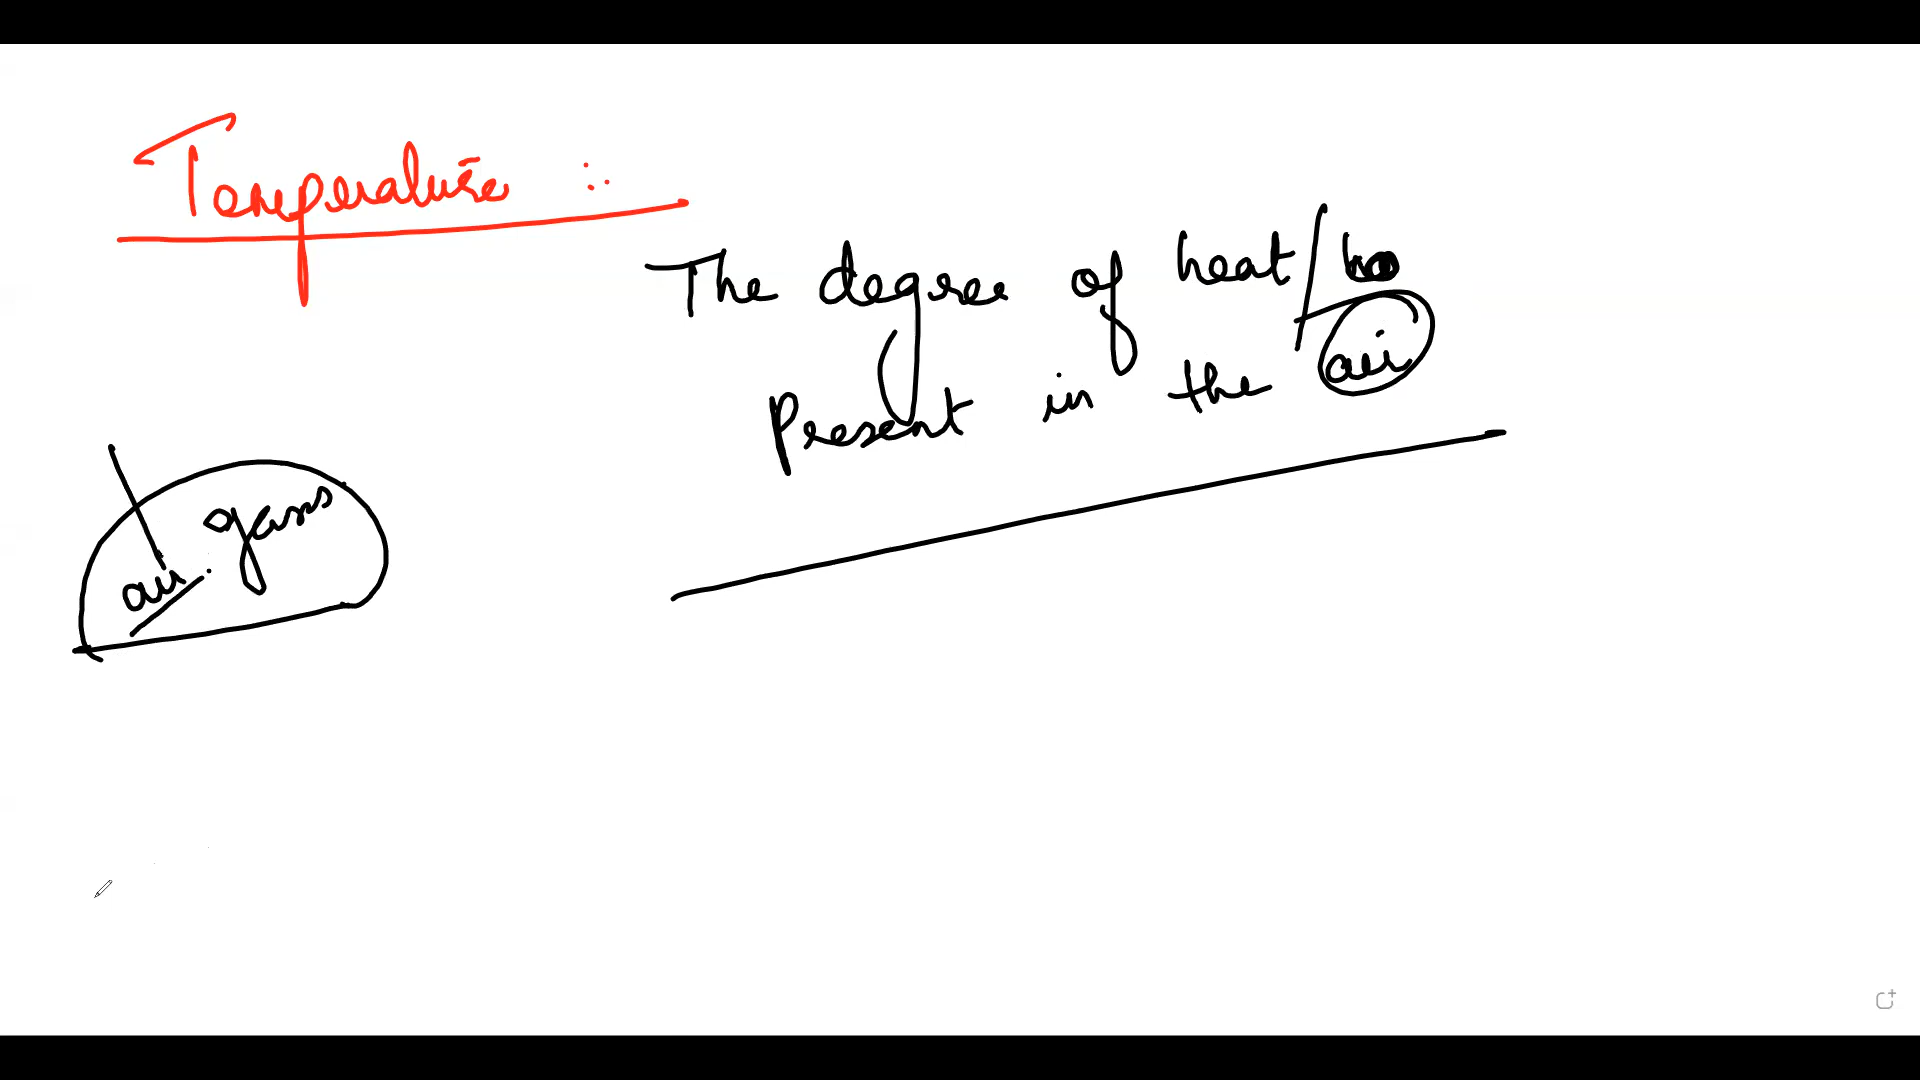 Temperature :-
The degree of heat/
Present in the air
gases
air